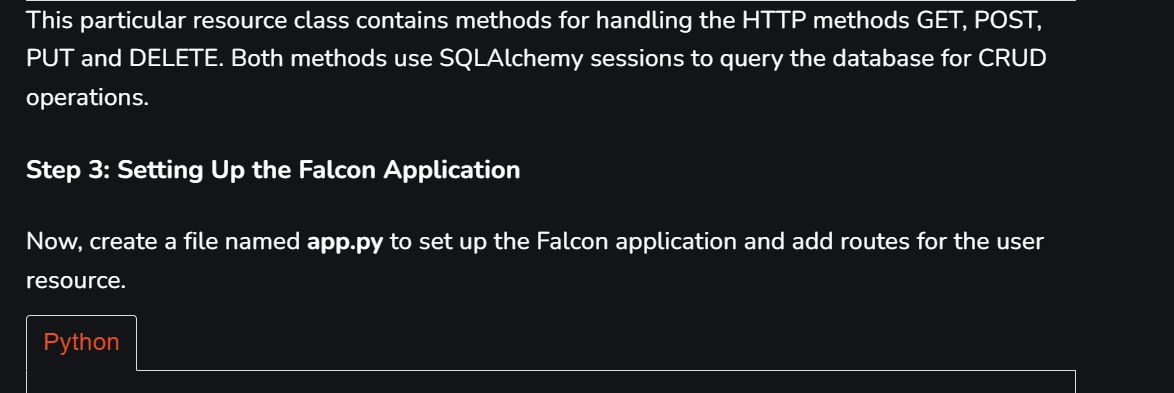 This particular resource class contains methods for handling the HTTP methods GET, POST,
PUT and DELETE. Both methods use SQLAlchemy sessions to query the database for CRUD
operations.
Step 3: Setting Up the Falcon Application
Now, create a file named app.py to set up the Falcon application and add routes for the user
resource.
Python